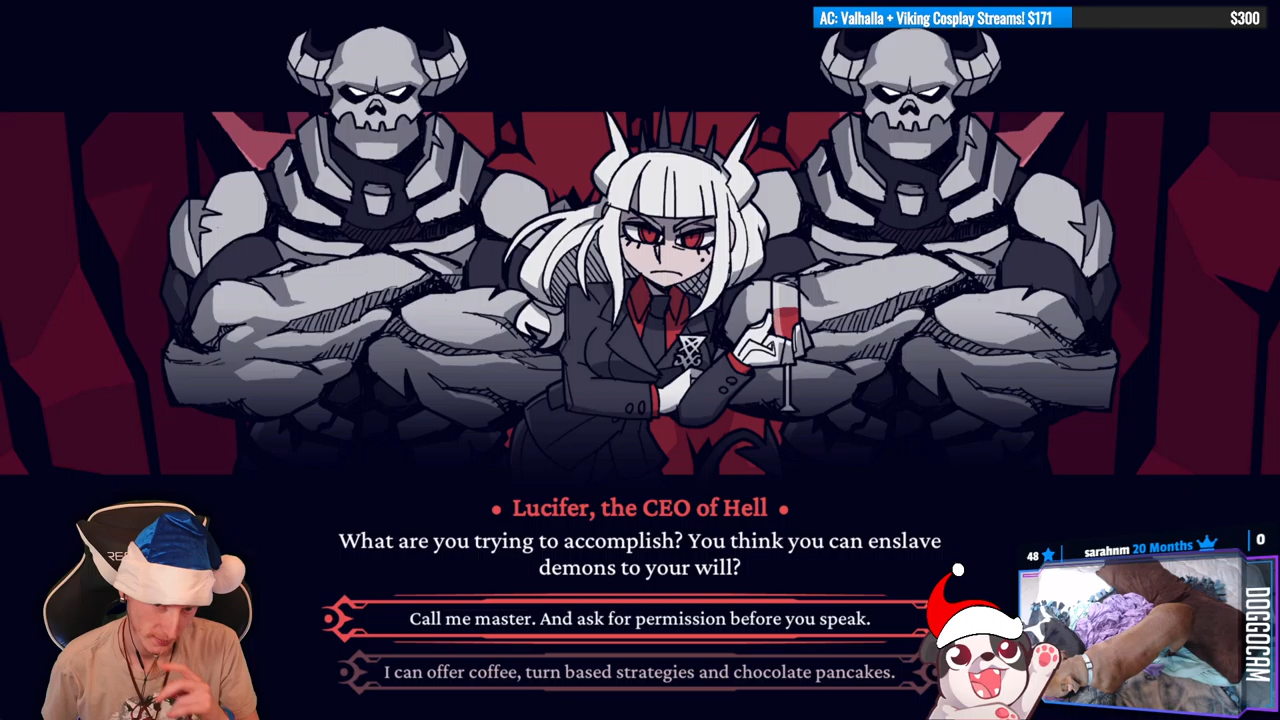 AC: Valhalla + Viking Cosplay Streams! $171 $300
• Lucifer, the CEO of Hell •
What are you trying to accomplish? You think you can enslave
demons to your will?
Call me master. And ask for permission before you speak.
I can offer coffee, turn based strategies and chocolate pancakes.
48 sarahnm 20 Months 0
DOGGOCAM